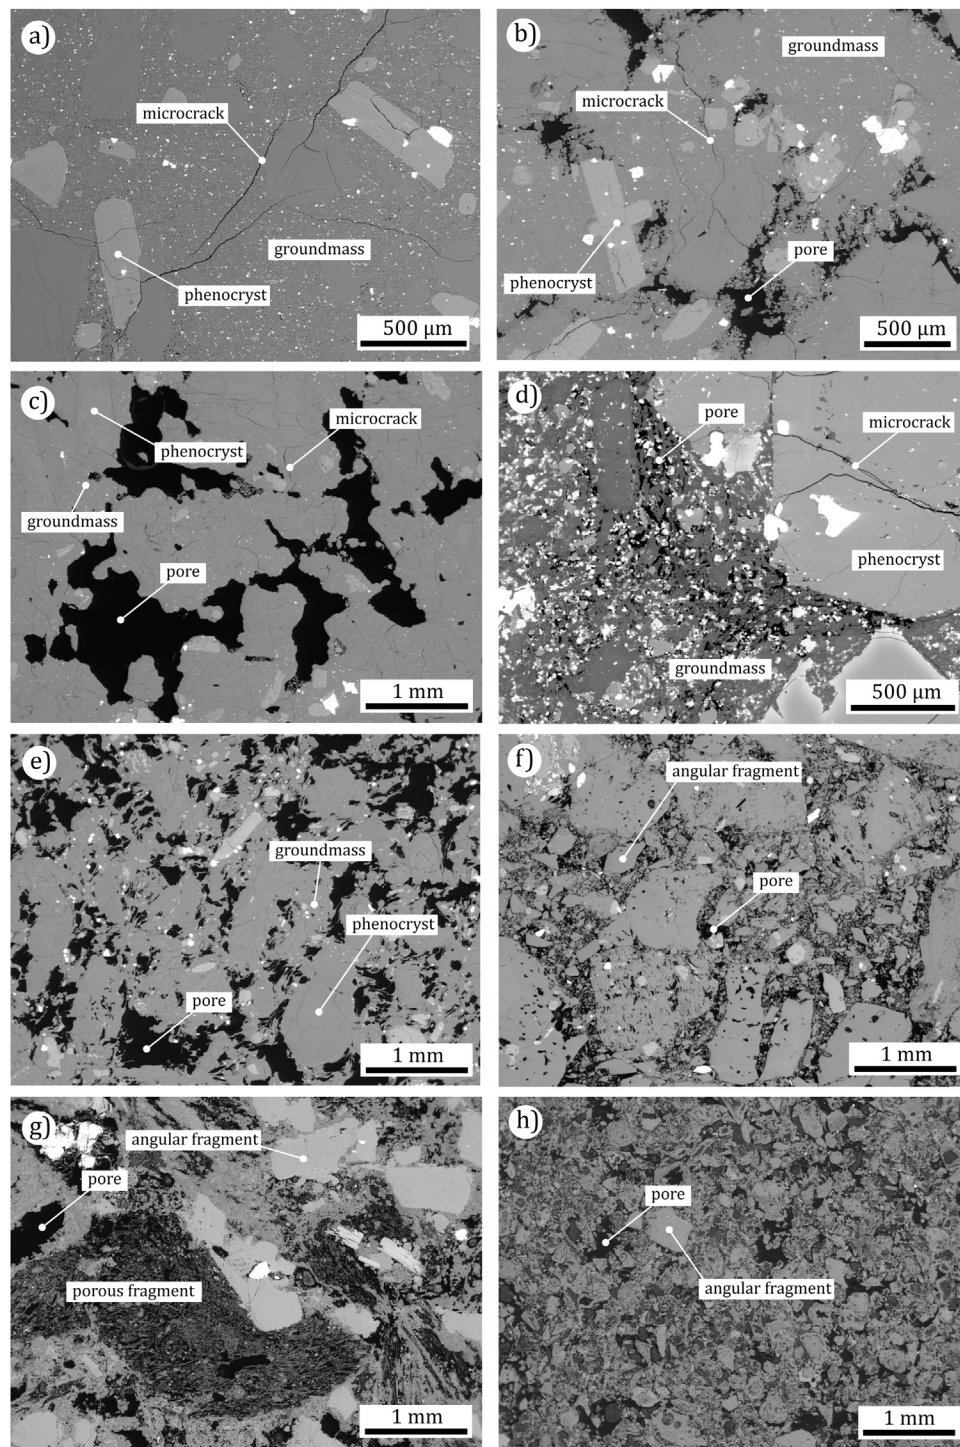 a)
microcrack
groundmass
phenocryst
500 µm
b)
groundmass
microcrack
pore
phenocryst
500 µm
c)
microcrack
phenocryst
groundmass
pore
1 mm
d)
pore
microcrack
phenocryst
groundmass
500 µm
e)
groundmass
phenocryst
pore
1 mm
f)
angular fragment
pore
1 mm
g)
angular fragment
pore
porous fragment
1 mm
h)
pore
angular fragment
1 mm